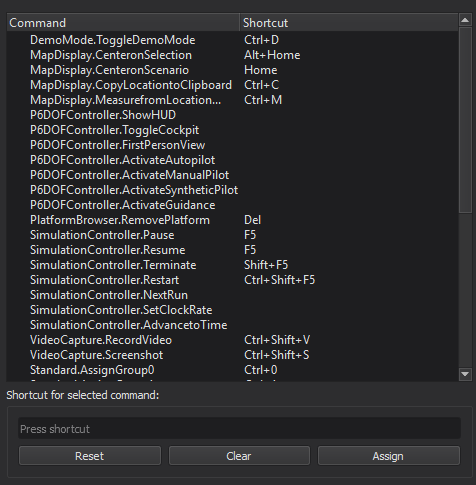 Command Shortcut
DemoMode.ToggleDemoMode Ctrl+D
MapDisplay.CenteronSelection Alt+Home
MapDisplay.CenteronScenario Home
MapDisplay.CopyLocationtoClipboard Ctrl+C
MapDisplay.MeasurefromLocation... Ctrl+M
P6DOFController.ShowHUD
P6DOFController.ToggleCockpit
P6DOFController.FirstPersonView
P6DOFController.ActivateAutopilot
P6DOFController.ActivateManualPilot
P6DOFController.ActivateSyntheticPilot
P6DOFController.ActivateGuidance
PlatformBrowser.RemovePlatform Del
SimulationController.Pause F5
SimulationController.Resume F5
SimulationController.Terminate Shift+F5
SimulationController.Restart Ctrl+Shift+F5
SimulationController.NextRun
SimulationController.SetClockRate
SimulationController.AdvancetoTime
VideoCapture.RecordVideo Ctrl+Shift+V
VideoCapture.Screenshot Ctrl+Shift+S
Standard.AssignGroup0 Ctrl+0
Shortcut for selected command:
Press shortcut
Reset Clear Assign